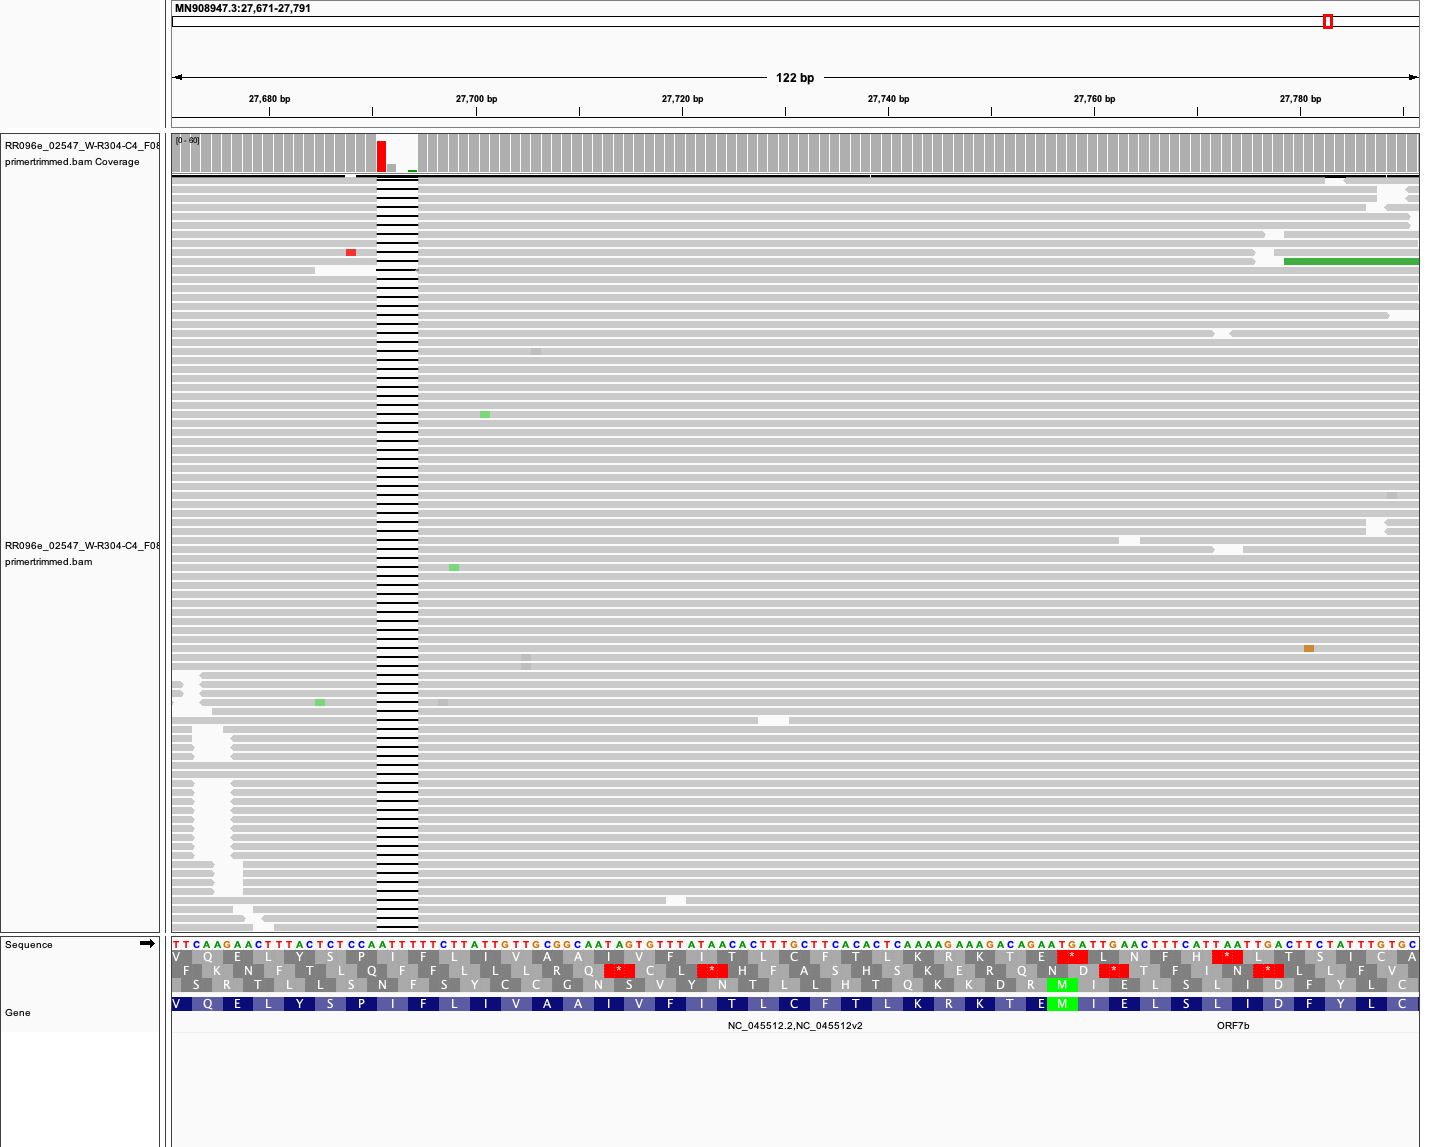 MN908947.3:27,671-27,791
122 bp
27,680 bp 27,700 bp 27,720 bp 27,740 bp 27,760 bp 27,780 bp
RR096e_02547_W-R304-C4_F08
primertrimmed.bam Coverage
[0 - 60]
RR096e_02547_W-R304-C4_F08
primertrimmed.bam
Sequence
TTCAAGAACTTTACTCTCCAATTTTTCTTATTGTTGCGGCAATAGTGTTTATAACACTTTGCTTCACACTCAAAAGAAAGACAGAATGATTGAACTTTCATTAATTGACTTCTATTTGTGC
V Q E L Y S P I F L I V A A I V F I T L C F T L K R K T E * L N F H * L T S I C A
F K N F T L Q F F L L L R Q * C L * H F A S H S K E R Q N D * T F I N * L L F V
S R T L L S N F S Y C C G N S V Y N T L L H T Q K K D R M I E L S L I D F Y L C
Gene
V Q E L Y S P I F L I V A A I V F I T L C F T L K R K T E M I E L S L I D F Y L C
NC_045512.2,NC_045512v2 ORF7b